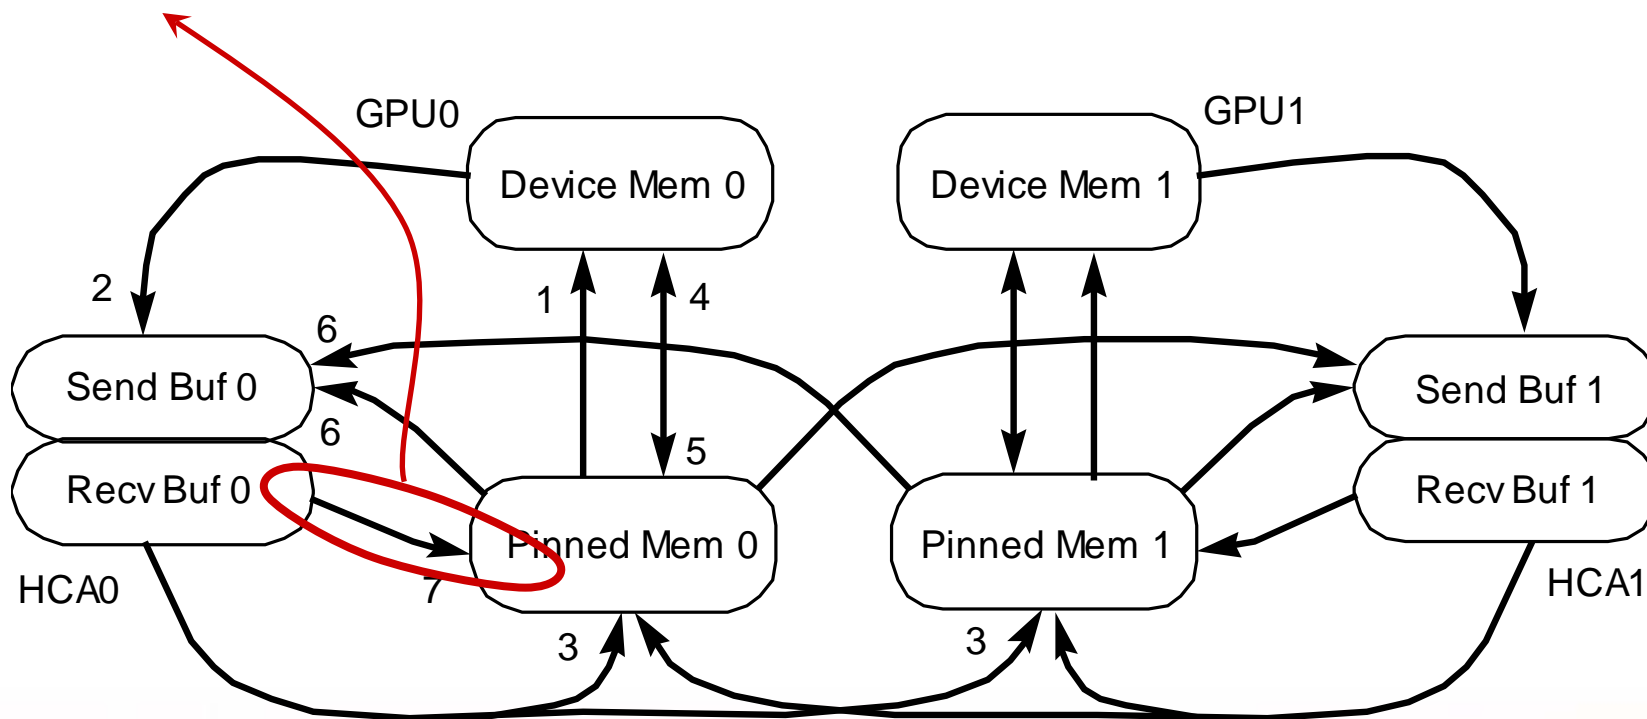 GPU0
GPU1
Device Mem 0
Device Mem 1
2
1
4
6
Send Buf 0
Send Buf 1
6
5
Recv Buf 0
Recv Buf 1
Pinned Mem 0
Pinned Mem 1
HCA0
7
HCA1
3
3